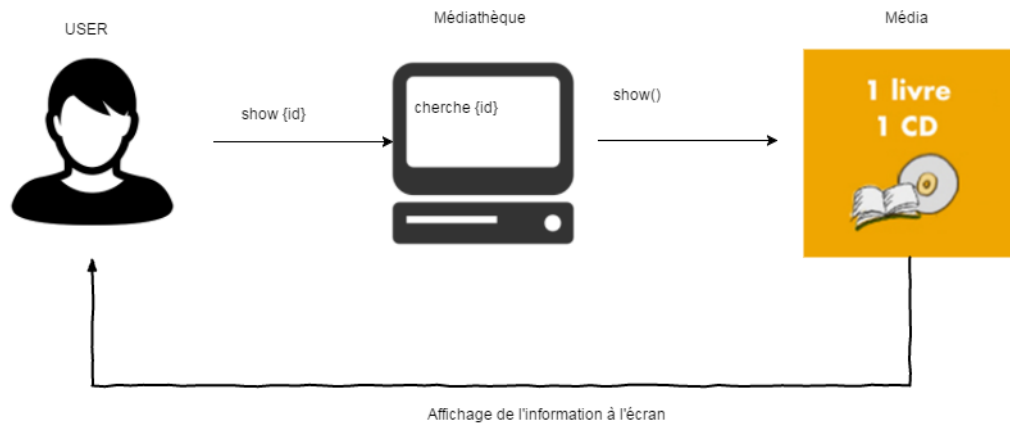 USER
Médiathèque
Média
show {id}
cherche {id}
show()
1 livre
1 CD
Affichage de l'information à l'écran